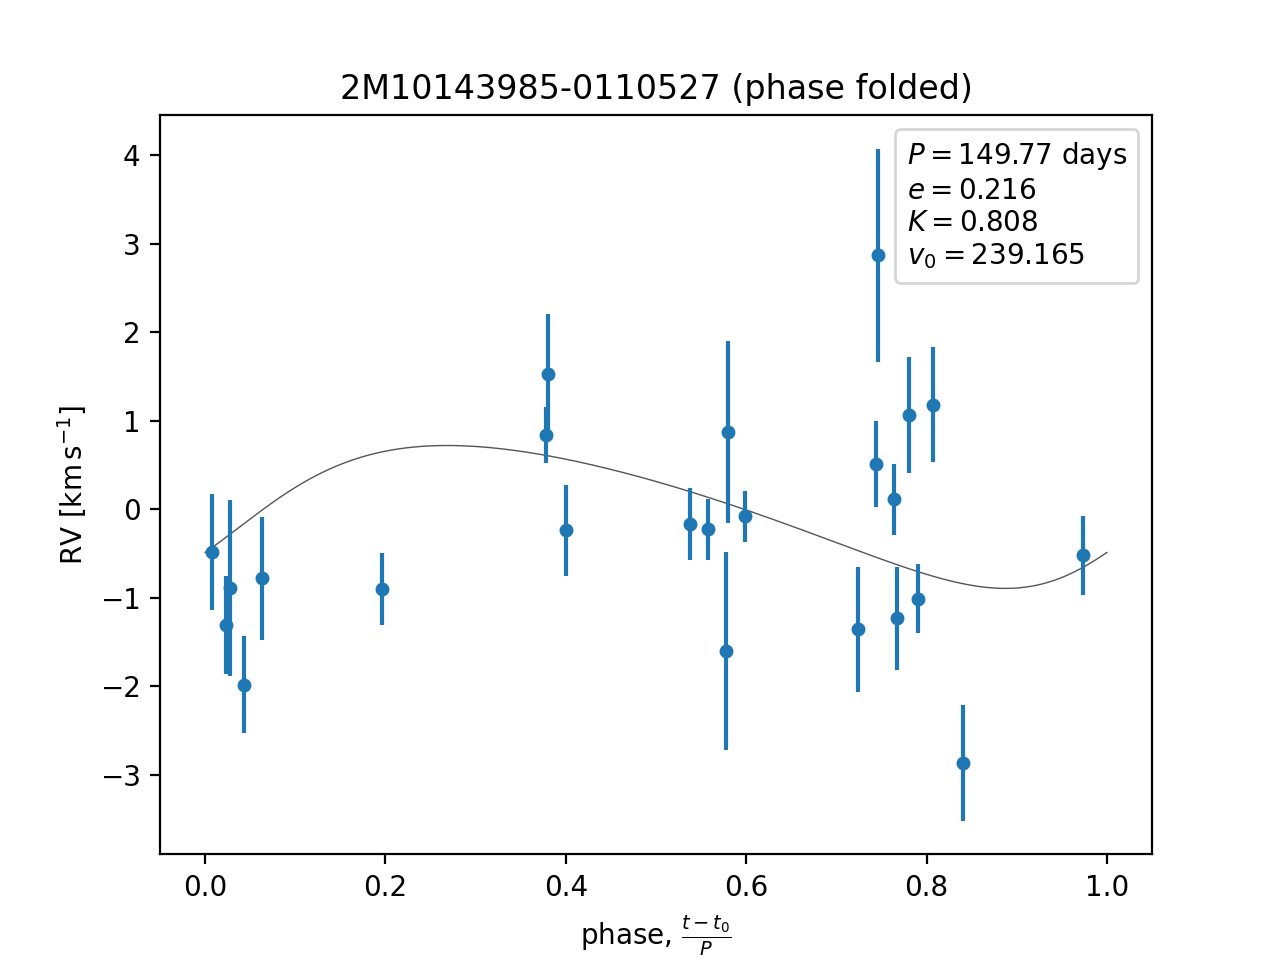 2M10143985-0110527 (phase folded)
P = 149.77 days
e = 0.216
K = 0.808
v₀ = 239.165
RV [km s⁻¹]
4
3
2
1
0
−1
−2
−3
0.0 0.2 0.4 0.6 0.8 1.0
phase, (t − t₀)/P